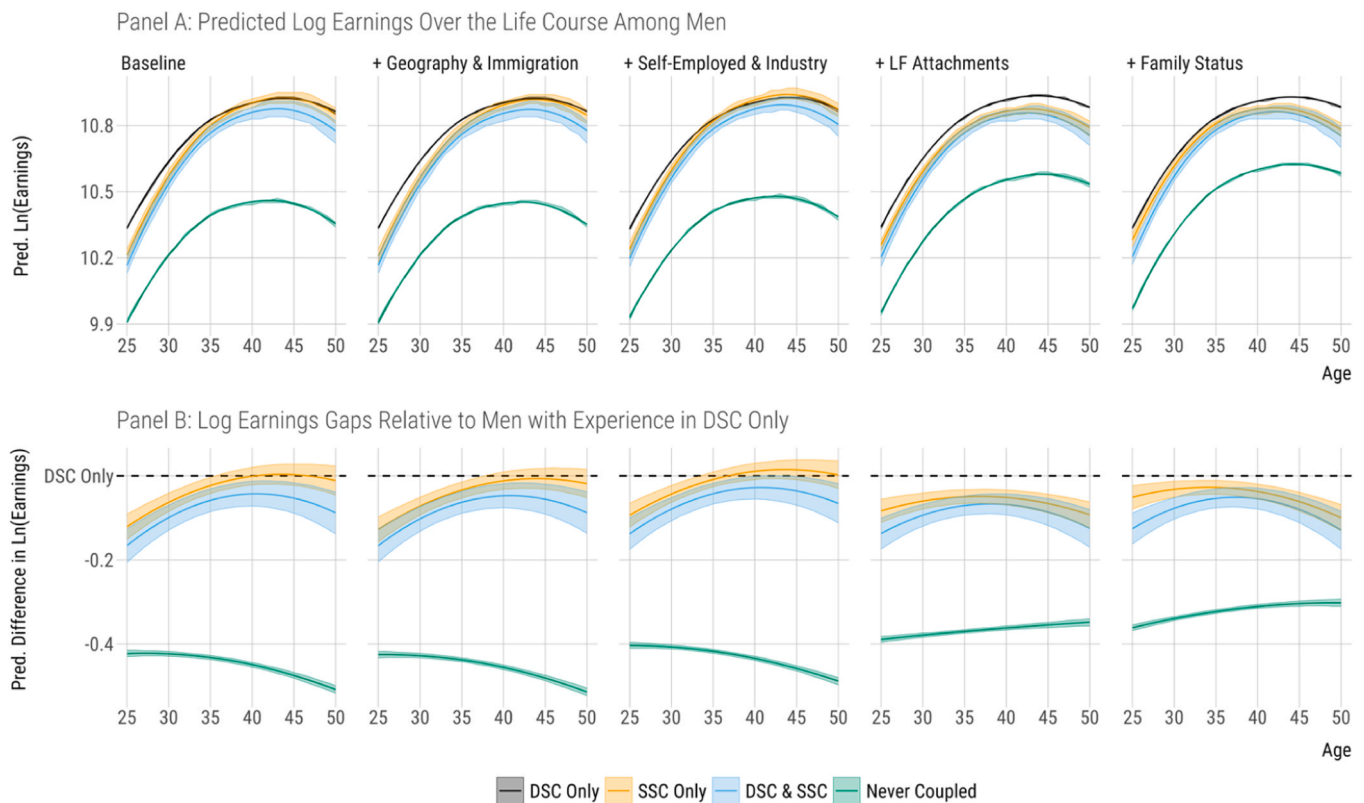 Panel A: Predicted Log Earnings Over the Life Course Among Men
Baseline + Geography & Immigration + Self-Employed & Industry + LF Attachments + Family Status
Pred. Ln(Earnings)
10.8
10.5
10.2
9.9
25 30 35 40 45 50 25 30 35 40 45 50 25 30 35 40 45 50 25 30 35 40 45 50 25 30 35 40 45 50
Age
Panel B: Log Earnings Gaps Relative to Men with Experience in DSC Only
Pred. Difference in Ln(Earnings)
DSC Only
-0.2
-0.4
25 30 35 40 45 50 25 30 35 40 45 50 25 30 35 40 45 50 25 30 35 40 45 50 25 30 35 40 45 50
Age
DSC Only SSC Only DSC & SSC Never Coupled